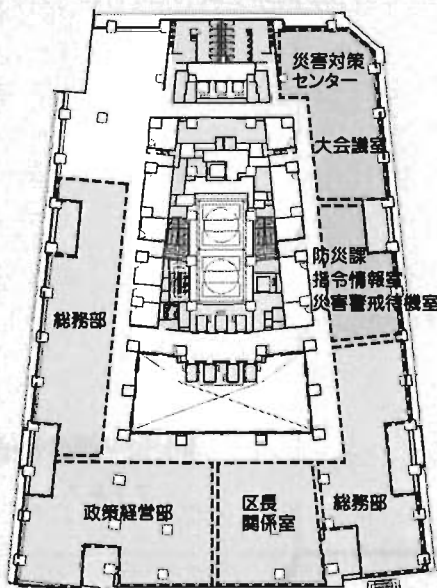 災害対策
センター
大会議室
防災課
指令情報室
災害警戒待機室
総務部
政策経営部
区長
関係室
総務部